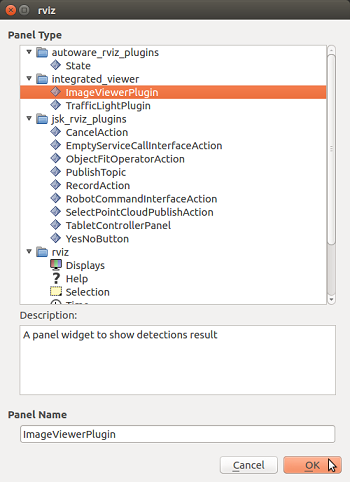 rviz
Panel Type
autoware_rviz_plugins
State
integrated_viewer
ImageViewerPlugin
TrafficLightPlugin
jsk_rviz_plugins
CancelAction
EmptyServiceCallInterfaceAction
ObjectFitOperatorAction
PublishTopic
RecordAction
RobotCommandInterfaceAction
SelectPointCloudPublishAction
TabletControllerPanel
YesNoButton
rviz
Displays
Help
Selection
Time
Description:
A panel widget to show detections result
Panel Name
ImageViewerPlugin
Cancel
OK